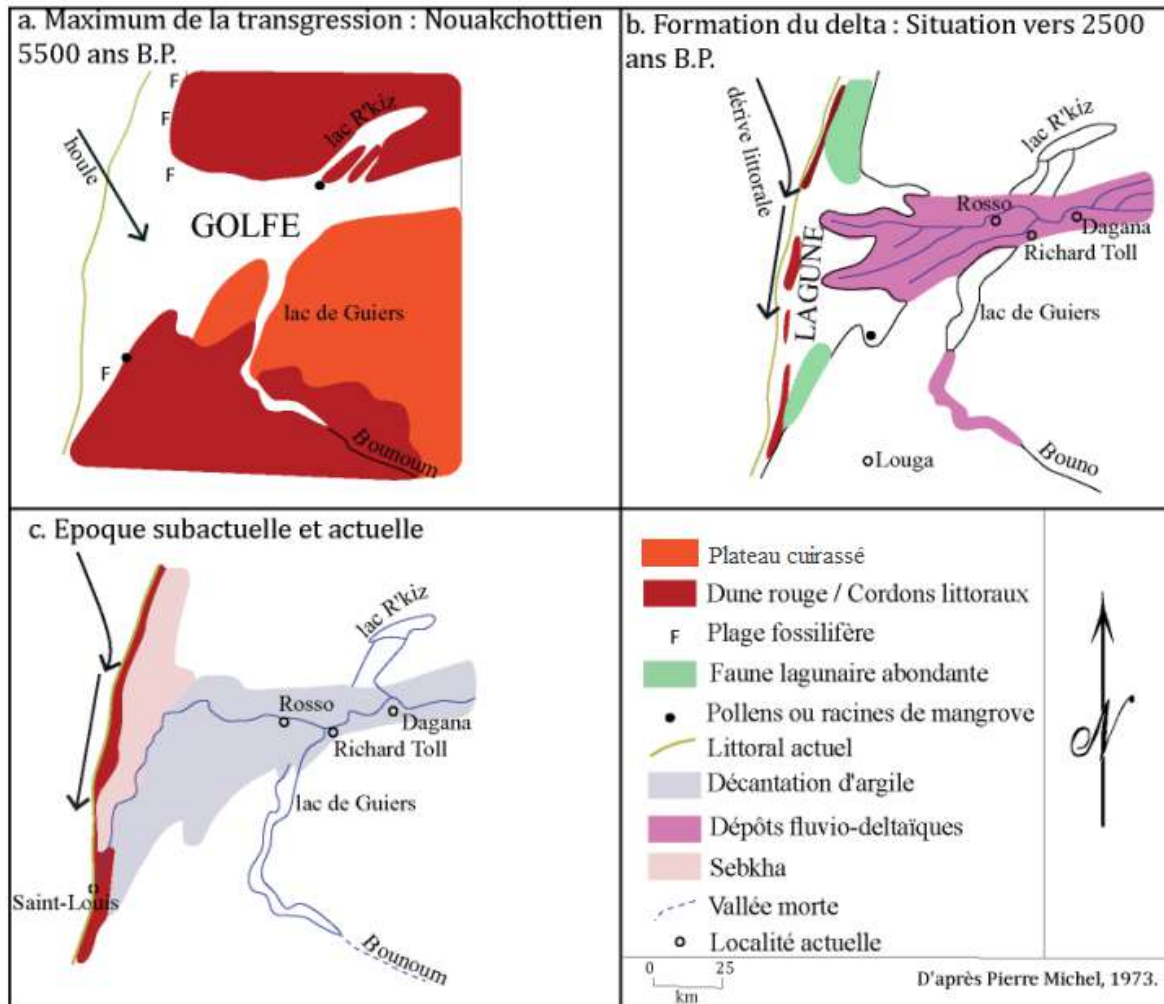 a. Maximum de la transgression : Nouakchottien
5500 ans B.P.
F
F
F
houle
lac R'kiz
GOLFE
lac de Guiers
F
Bounoum
b. Formation du delta : Situation vers 2500
ans B.P.
dérive littorale
lac R'kiz
LAGUNE
Rosso
Dagana
Richard Toll
lac de Guiers
Louga
Bouno
c. Epoque subactuelle et actuelle
lac R'kiz
Rosso
Dagana
Richard Toll
lac de Guiers
Saint-Louis
Bounoum
Plateau cuirassé
Dune rouge / Cordons littoraux
F Plage fossilifère
Faune lagunaire abondante
Pollens ou racines de mangrove
Littoral actuel
Décantation d'argile
Dépôts fluvio-deltaïques
Sebkha
Vallée morte
Localité actuelle
N
0 25
km
D'après Pierre Michel, 1973.